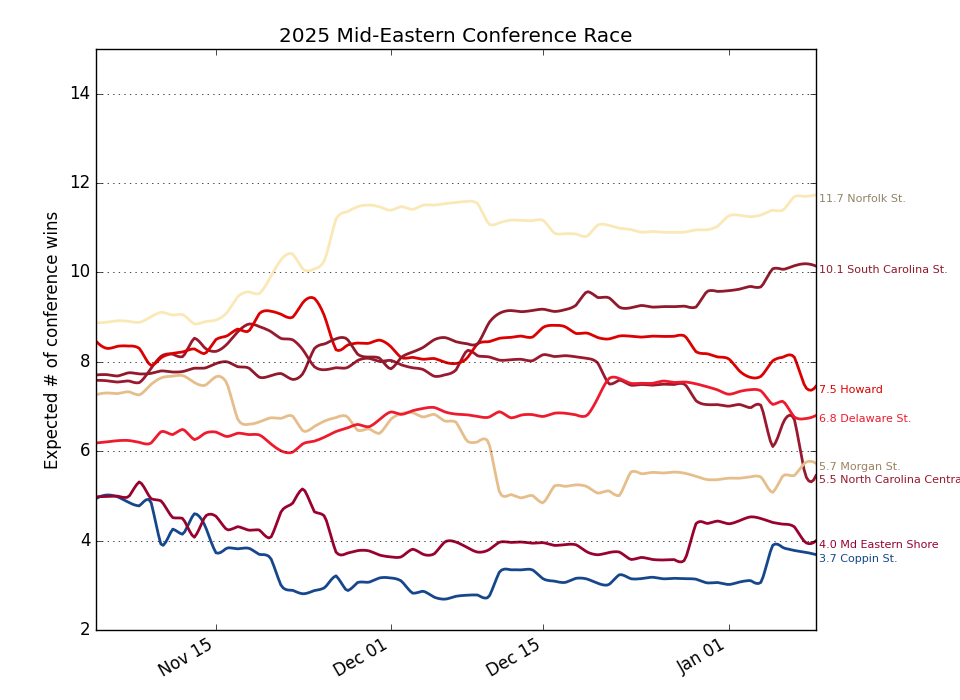 2025 Mid-Eastern Conference Race
Expected # of conference wins
14
12
10
8
6
4
2
Nov 15
Dec 01
Dec 15
Jan 01
11.7 Norfolk St.
10.1 South Carolina St.
7.5 Howard
6.8 Delaware St.
5.7 Morgan St.
5.5 North Carolina Centra
4.0 Md Eastern Shore
3.7 Coppin St.